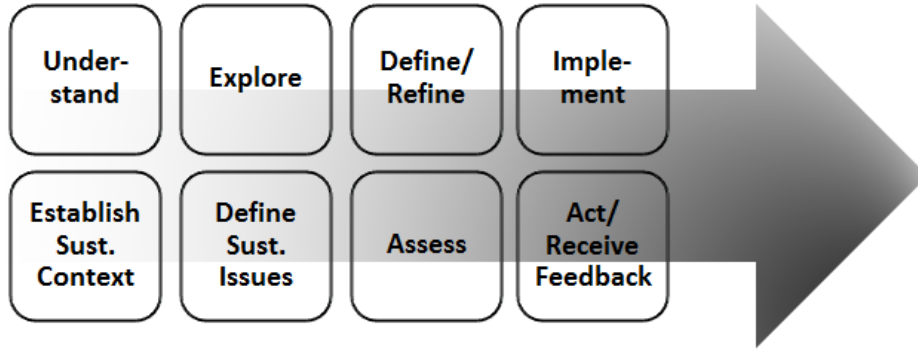 Under-
stand
Explore
Define/
Refine
Imple-
ment
Establish
Sust.
Context
Define
Sust.
Issues
Assess
Act/
Receive
Feedback